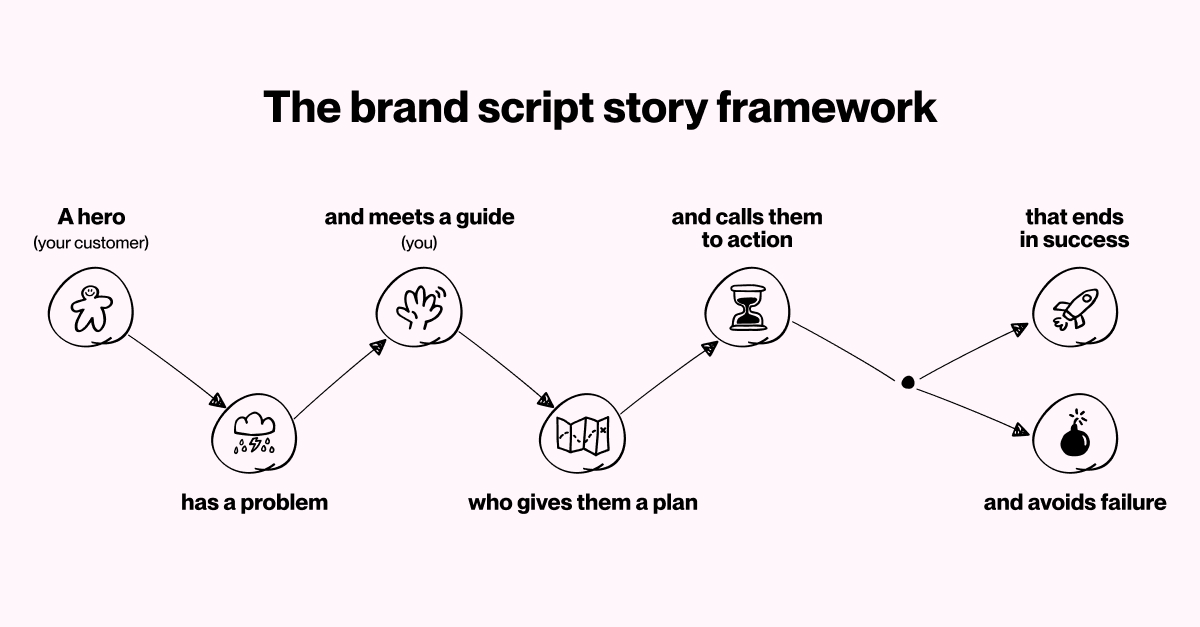 The brand script story framework
A hero
(your customer)
has a problem
and meets a guide
(you)
who gives them a plan
and calls them
to action
that ends
in success
and avoids failure